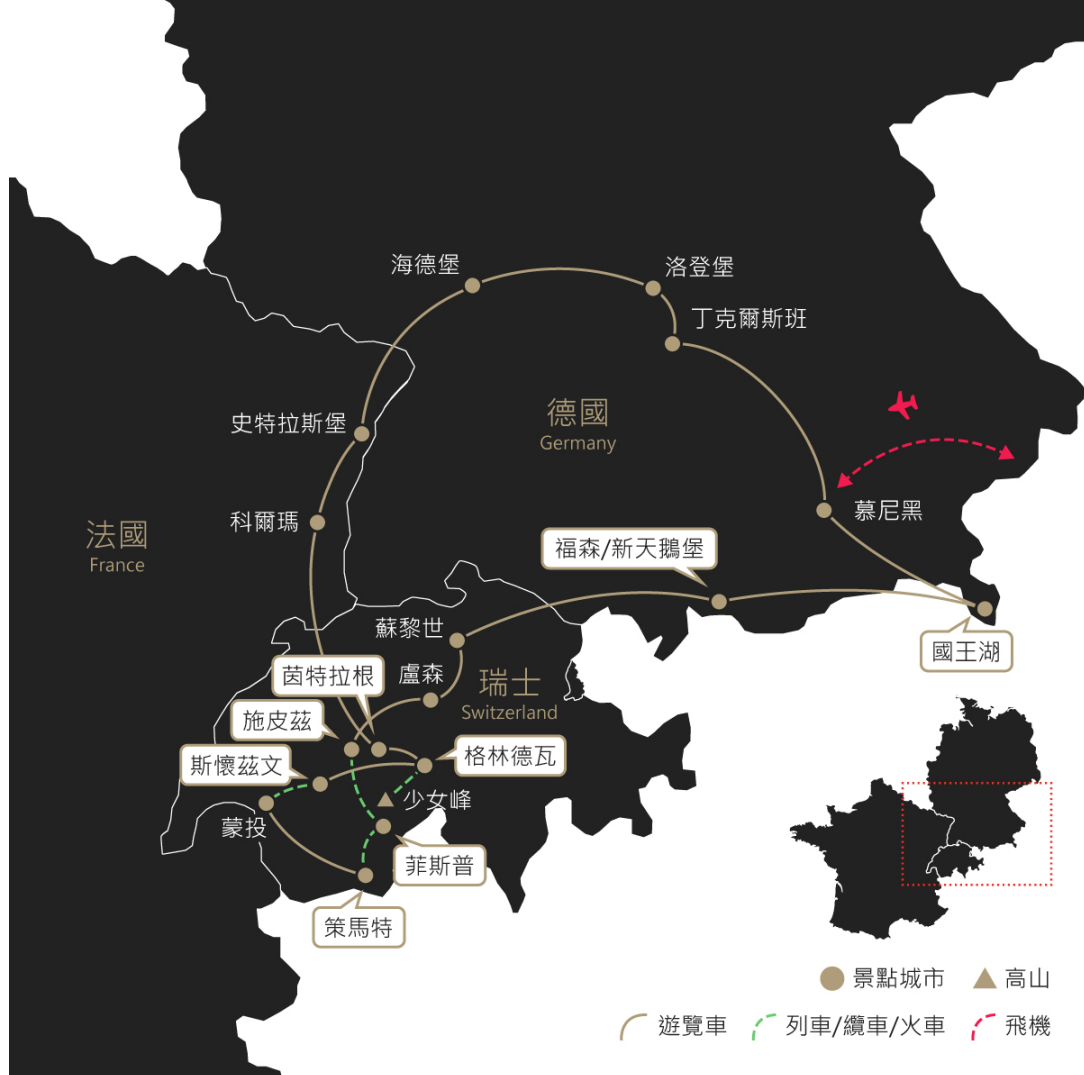 海德堡
洛登堡
丁克爾斯班
史特拉斯堡
德國
Germany
科爾瑪
慕尼黑
法國
France
福森/新天鵝堡
蘇黎世
國王湖
茵特拉根
盧森
瑞士
Switzerland
施皮茲
格林德瓦
斯懷茲文
少女峰
蒙投
菲斯普
策馬特
景點城市
高山
遊覽車
列車/纜車/火車
飛機